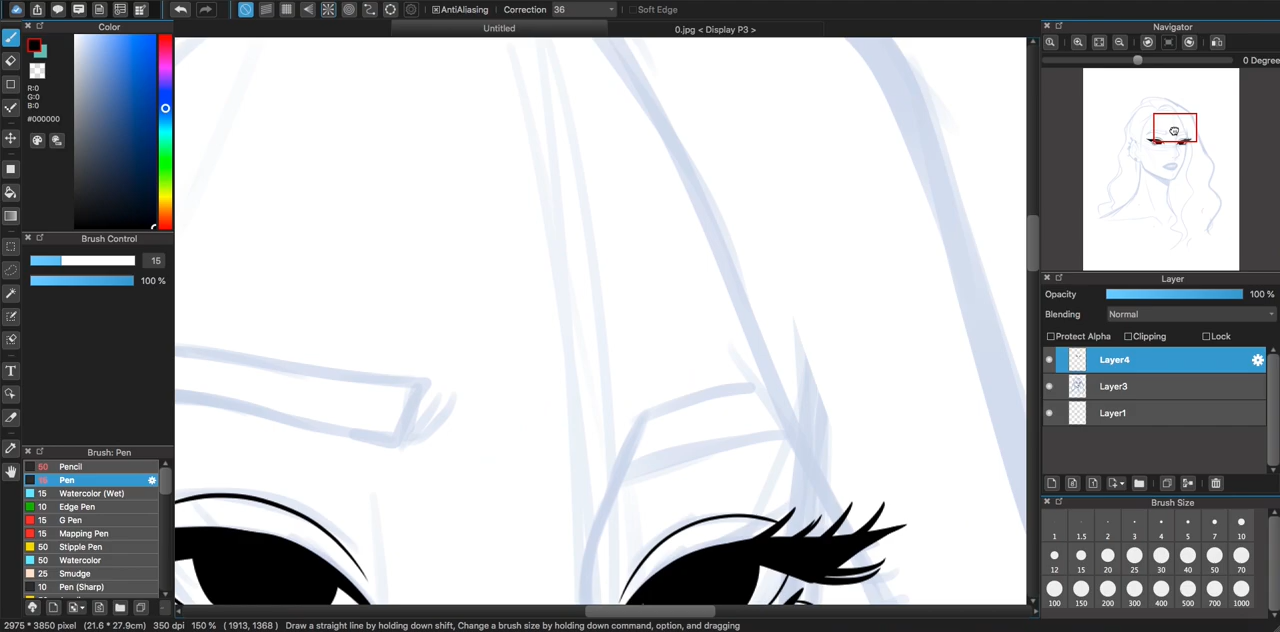 AntiAliasing Correction 36 Soft Edge
Untitled 0.jpg < Display P3 >
Color
R:0
G:0
B:0
#000000
Brush Control
15
100 %
Brush: Pen
50 Pencil
15 Pen
15 Watercolor (Wet)
10 Edge Pen
15 G Pen
15 Mapping Pen
50 Stipple Pen
50 Watercolor
25 Smudge
10 Pen (Sharp)
T
Navigator
0 Degree
Layer
Opacity 100 %
Blending Normal
Protect Alpha Clipping Lock
Layer4
Layer3
Layer1
Brush Size
1 1.5 2 3 4 5 7 10
12 15 20 25 30 40 50 70
100 150 200 300 400 500 700 1000
2975 * 3850 pixel (21.6 * 27.9cm) 350 dpi 150 % ( 1913, 1368 ) Draw a straight line by holding down shift, Change a brush size by holding down command, option, and dragging